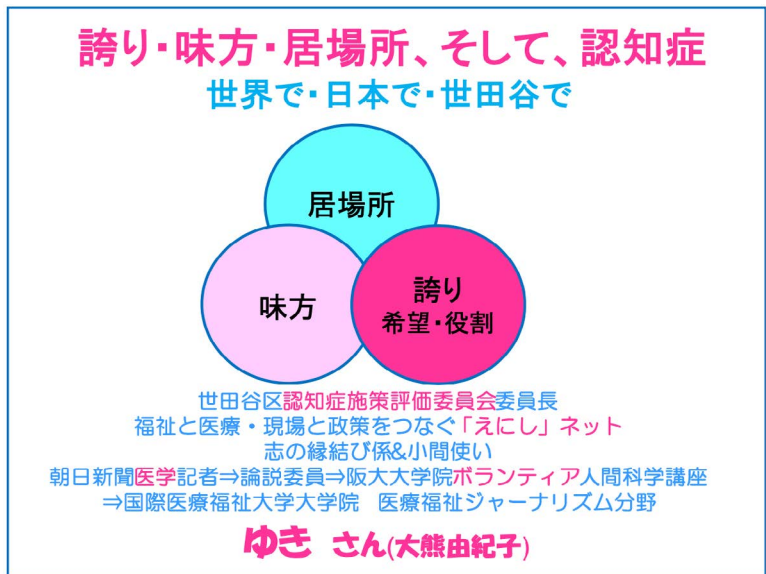 誇り・味方・居場所、そして、認知症
世界で・日本で・世田谷で
居場所
味方
誇り
希望・役割
世田谷区認知症施策評価委員会委員長
福祉と医療・現場と政策をつなぐ「えにし」ネット
志の縁結び係&小間使い
朝日新聞医学記者⇒論説委員⇒阪大大学院ボランティア人間科学講座
⇒国際医療福祉大学大学院　医療福祉ジャーナリズム分野
ゆき さん(大熊由紀子)